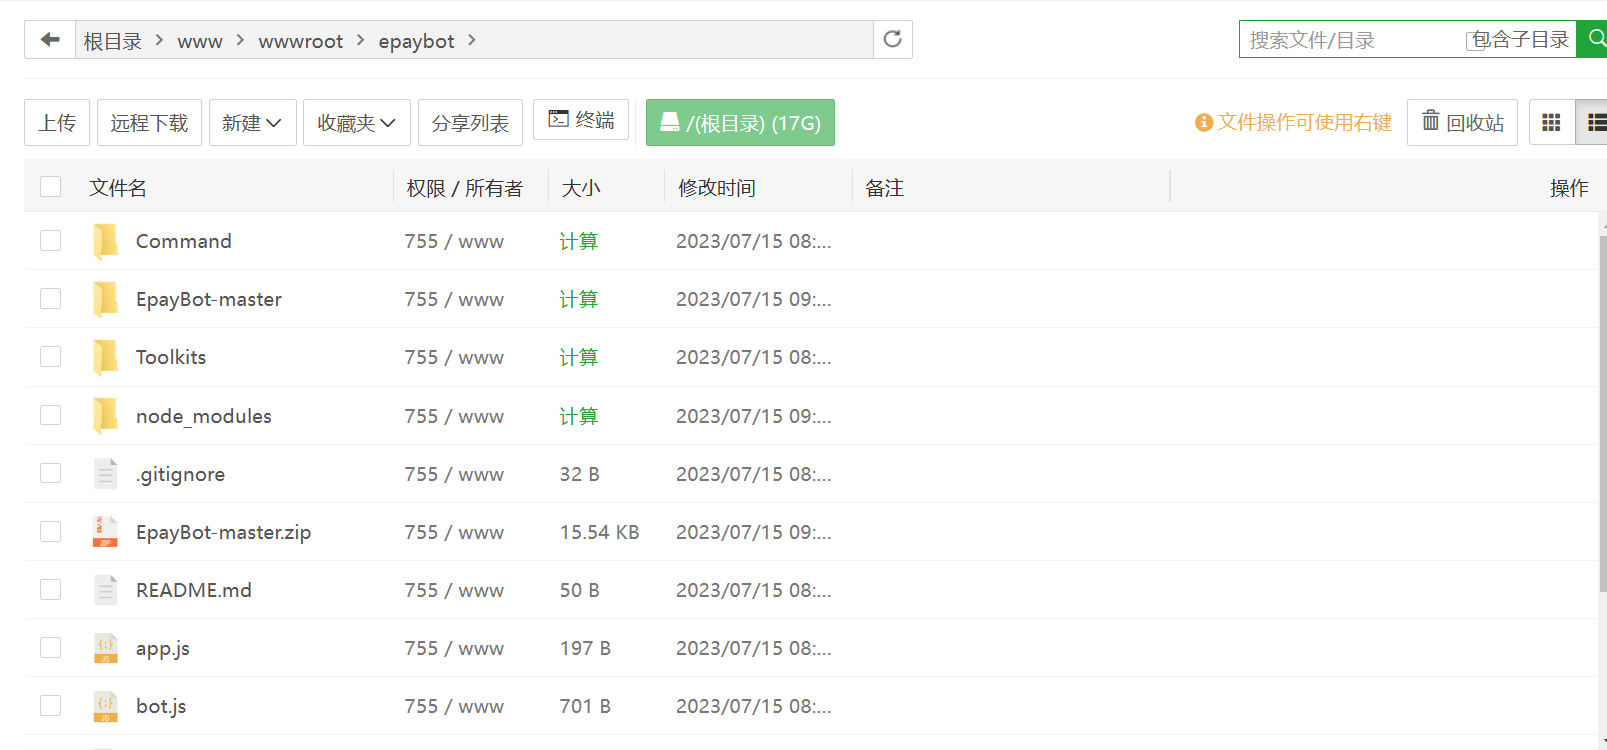 根目录 > www > wwwroot > epaybot >
搜索文件/目录 包含子目录
上传 远程下载 新建 收藏夹 分享列表 终端 /(根目录) (17G) 文件操作可使用右键 回收站
文件名 权限 / 所有者 大小 修改时间 备注 操作
Command 755 / www 计算 2023/07/15 08:...
EpayBot-master 755 / www 计算 2023/07/15 09:...
Toolkits 755 / www 计算 2023/07/15 08:...
node_modules 755 / www 计算 2023/07/15 09:...
.gitignore 755 / www 32 B 2023/07/15 08:...
EpayBot-master.zip 755 / www 15.54 KB 2023/07/15 09:...
README.md 755 / www 50 B 2023/07/15 08:...
app.js 755 / www 197 B 2023/07/15 08:...
bot.js 755 / www 701 B 2023/07/15 08:...